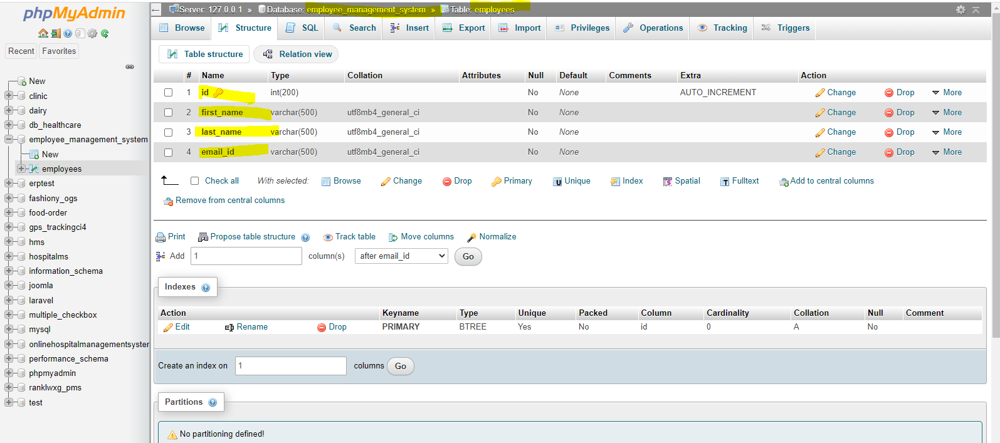 phpMyAdmin
Recent Favorites
New
clinic
dairy
db_healthcare
employee_management_system
New
employees
erptest
fashiony_ogs
food-order
gps_trackingci4
hms
hospitalms
information_schema
joomla
laravel
multiple_checkbox
mysql
onlinehospitalmanagementsyster
performance_schema
phpmyadmin
ranklwxg_pms
test
Server: 127.0.0.1 » Database: employee_management_system » Table: employees
Browse Structure SQL Search Insert Export Import Privileges Operations Tracking Triggers
Table structure Relation view
# Name Type Collation Attributes Null Default Comments Extra Action
1 id int(200) No None AUTO_INCREMENT Change Drop More
2 first_name varchar(500) utf8mb4_general_ci No None Change Drop More
3 last_name varchar(500) utf8mb4_general_ci No None Change Drop More
4 email_id varchar(500) utf8mb4_general_ci No None Change Drop More
Check all With selected: Browse Change Drop Primary Unique Index Spatial Fulltext Add to central columns
Remove from central columns
Print Propose table structure Track table Move columns Normalize
Add 1 column(s) after email_id Go
Indexes
Action Keyname Type Unique Packed Column Cardinality Collation Null Comment
Edit Rename Drop PRIMARY BTREE Yes No id 0 A No
Create an index on 1 columns Go
Partitions
No partitioning defined!